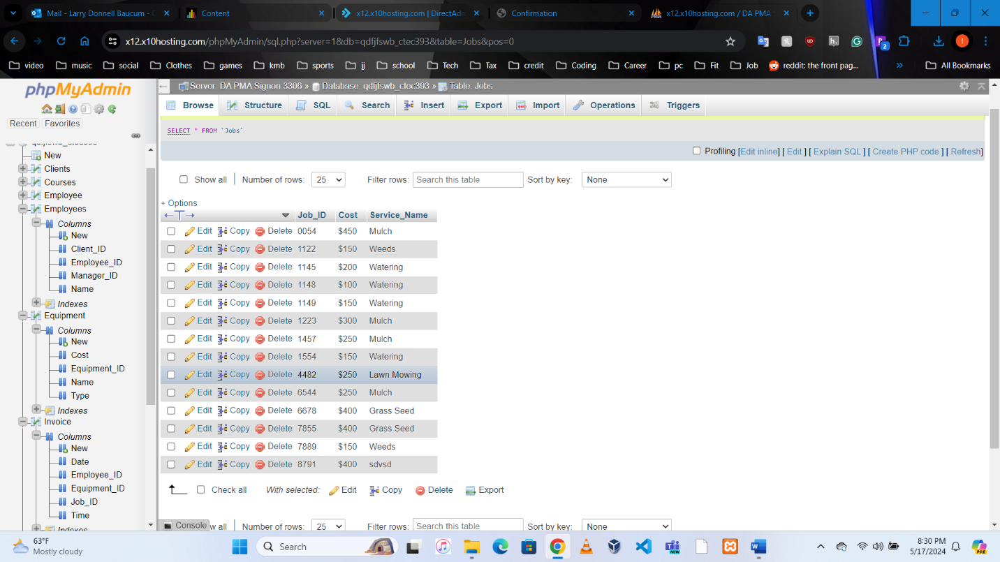 Mail - Larry Donnell Baucum - Content x12.x10hosting.com | DirectAdm Confirmation x12.x10hosting.com / DA PMA
x12.x10hosting.com/phpMyAdmin/sql.php?server=1&db=qdfjfswb_ctec393&table=Jobs&pos=0
video music social Clothes games kmb sports jj school Tech Tax credit Coding Career pc Fit Job reddit: the front pag... » All Bookmarks
phpMyAdmin
Recent Favorites
New
Clients
Courses
Employee
Employees
Columns
New
Client_ID
Employee_ID
Manager_ID
Name
Indexes
Equipment
Columns
New
Cost
Equipment_ID
Name
Type
Indexes
Invoice
Columns
New
Date
Employee_ID
Equipment_ID
Job_ID
Time
Indexes
Server: DA PMA Signon:3306 » Database: qdfjfswb_ctec393 » Table: Jobs
Browse Structure SQL Search Insert Export Import Operations Triggers
SELECT * FROM `Jobs`
Profiling [Edit inline] [ Edit ] [ Explain SQL ] [ Create PHP code ] [ Refresh]
Show all Number of rows: 25 Filter rows: Search this table Sort by key: None
+ Options
←T→ Job_ID Cost Service_Name
Edit Copy Delete 0054 $450 Mulch
Edit Copy Delete 1122 $150 Weeds
Edit Copy Delete 1145 $200 Watering
Edit Copy Delete 1148 $100 Watering
Edit Copy Delete 1149 $150 Watering
Edit Copy Delete 1223 $300 Mulch
Edit Copy Delete 1457 $250 Mulch
Edit Copy Delete 1554 $150 Watering
Edit Copy Delete 4482 $250 Lawn Mowing
Edit Copy Delete 6544 $250 Mulch
Edit Copy Delete 6678 $400 Grass Seed
Edit Copy Delete 7855 $400 Grass Seed
Edit Copy Delete 7889 $150 Weeds
Edit Copy Delete 8791 $400 sdvsd
Check all With selected: Edit Copy Delete Export
Console w all Number of rows: 25 Filter rows: Search this table Sort by key: None
63°F
Mostly cloudy
Search
8:30 PM
5/17/2024